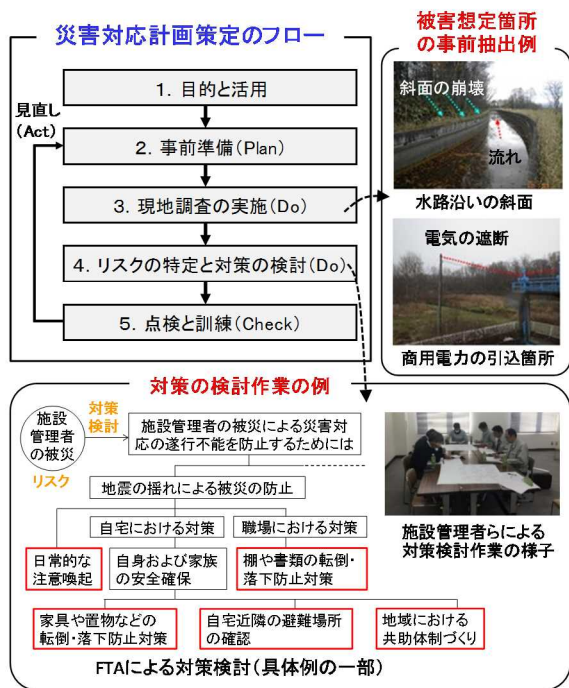 災害対応計画策定のフロー
1. 目的と活用
見直し
(Act)
2. 事前準備(Plan)
3. 現地調査の実施(Do)
4. リスクの特定と対策の検討(Do)
5. 点検と訓練(Check)
被害想定箇所
の事前抽出例
斜面の崩壊
流れ
水路沿いの斜面
電気の遮断
商用電力の引込箇所
対策の検討作業の例
施設
管理者
の被災
リスク
対策
検討
施設管理者の被災による災害対
応の遂行不能を防止するためには
地震の揺れによる被災の防止
自宅における対策
職場における対策
日常的な
注意喚起
自身および家族
の安全確保
棚や書類の転倒・
落下防止対策
家具や置物などの
転倒・落下防止対策
自宅近隣の避難場所
の確認
地域における
共助体制づくり
FTAによる対策検討(具体例の一部)
施設管理者らによる
対策検討作業の様子